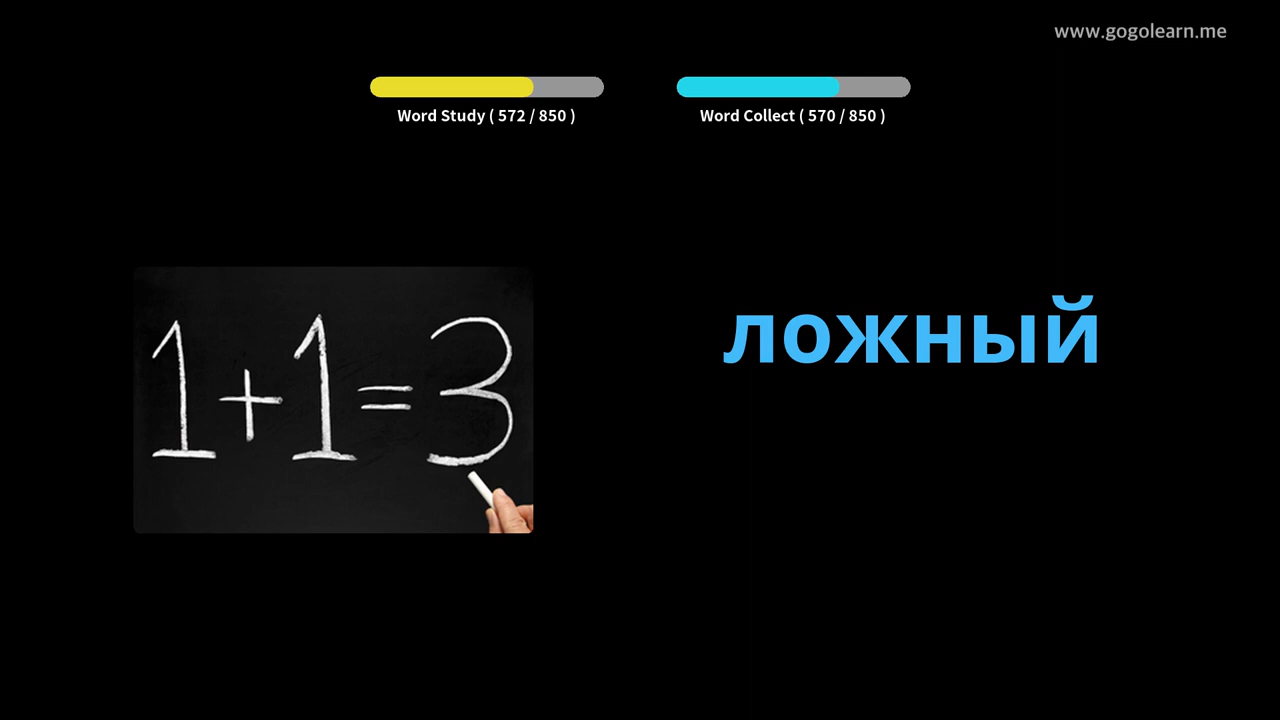 www.gogolearn.me
Word Study ( 572 / 850 )
Word Collect ( 570 / 850 )
1+1=3
ложный